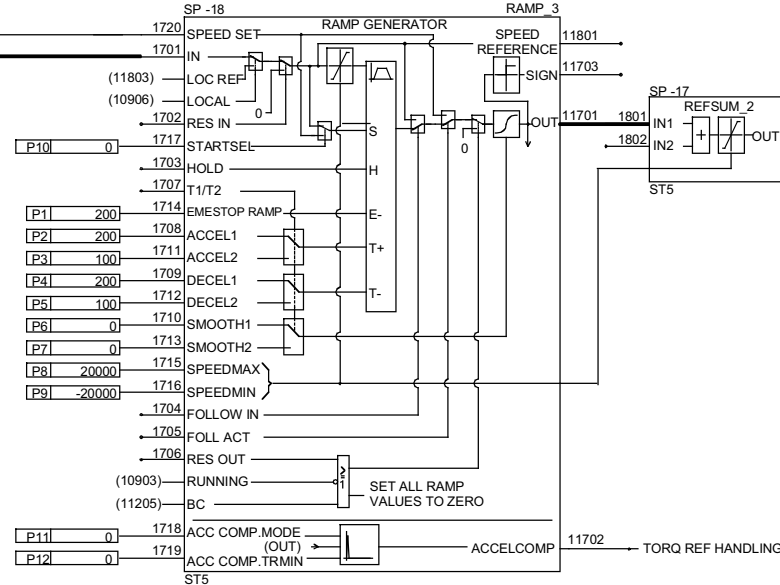 SP -18 RAMP_3
RAMP GENERATOR
1720 SPEED SET
SPEED REFERENCE 11801
1701 IN
(11803) LOC REF
SIGN 11703
(10906) LOCAL
SP -17
0
1702 RES IN
REFSUM_2
OUT 11701 1801 IN1
+
OUT
S
P10 0 1717 STARTSEL
1802 IN2
0
1703 HOLD H
1707 T1/T2
ST5
P1 200 1714 EMESTOP RAMP E-
P2 200 1708 ACCEL1
T+
P3 100 1711 ACCEL2
P4 200 1709 DECEL1
T-
P5 100 1712 DECEL2
P6 0 1710 SMOOTH1
P7 0 1713 SMOOTH2
P8 20000 1715 SPEEDMAX
P9 -20000 1716 SPEEDMIN
1704 FOLLOW IN
1705 FOLL ACT
1706 RES OUT
≥1
(10903) RUNNING
SET ALL RAMP
VALUES TO ZERO
(11205) BC
P11 0 1718 ACC COMP.MODE
(OUT)
ACCELCOMP 11702 TORQ REF HANDLING
P12 0 1719 ACC COMP.TRMIN
ST5